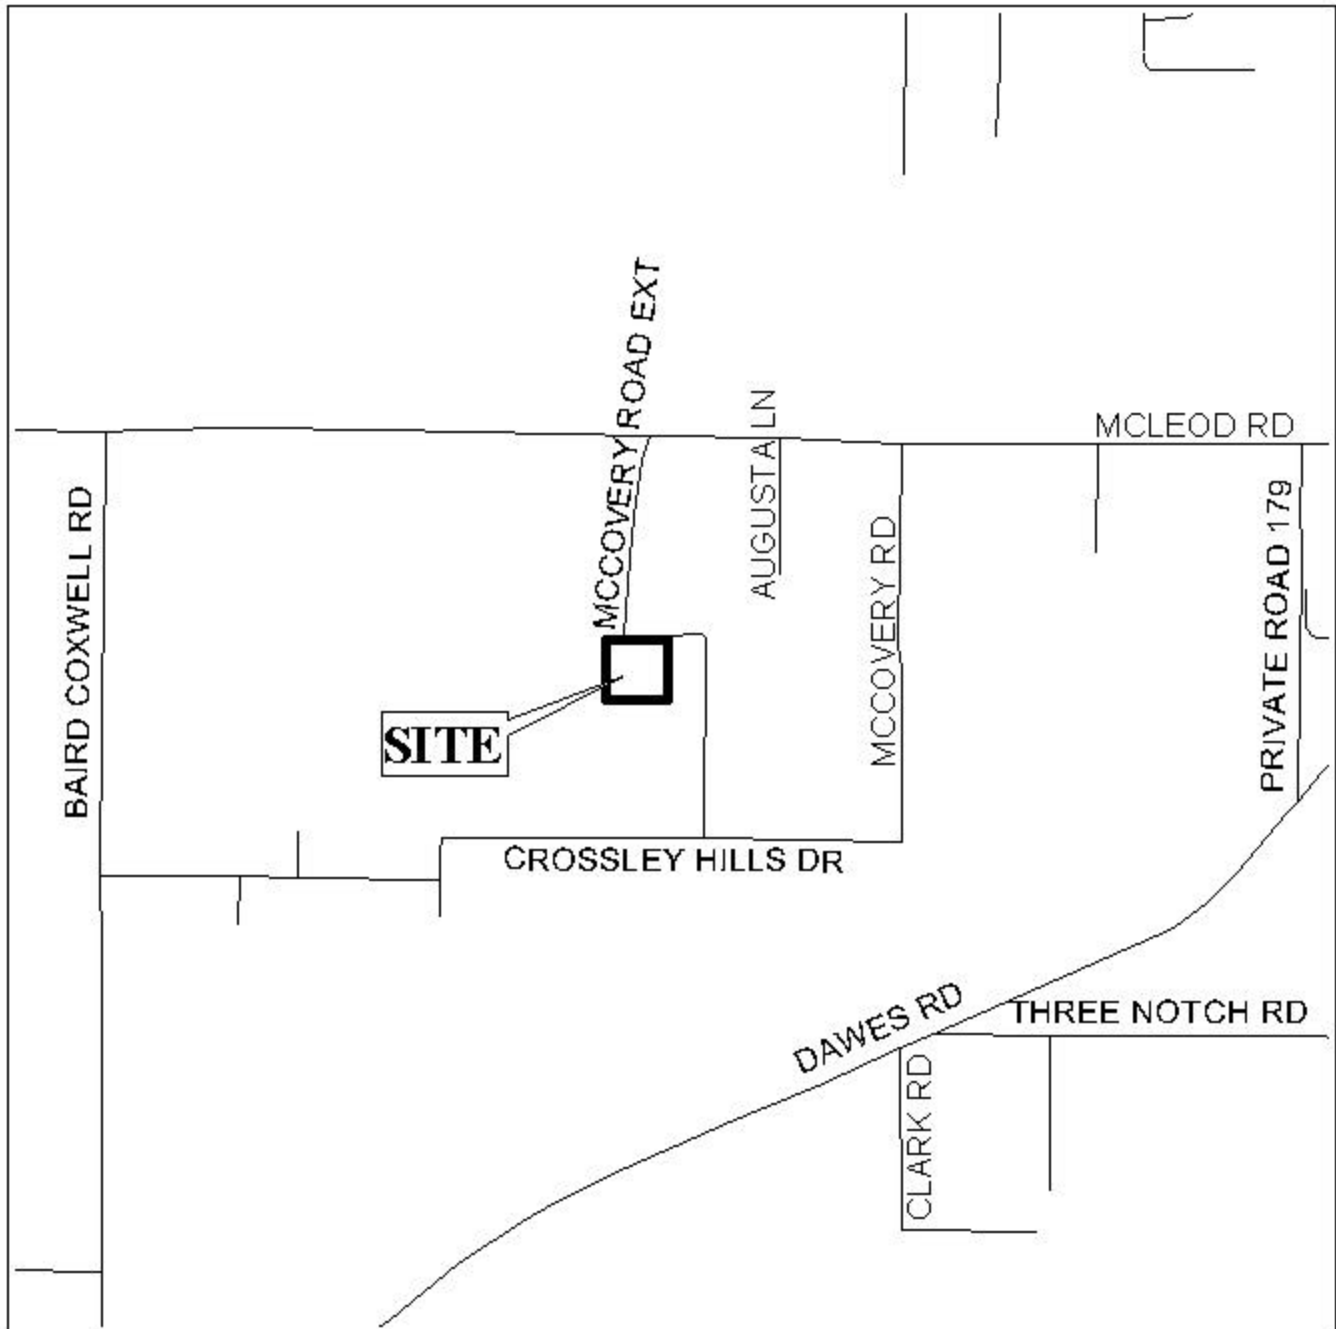 MCCOVERY ROAD EXT
AUGUSTA LN
MCLEOD RD
BAIRD COXWELL RD
MCCOVERY RD
PRIVATE ROAD 179
SITE
CROSSLEY HILLS DR
DAWES RD
THREE NOTCH RD
CLARK RD